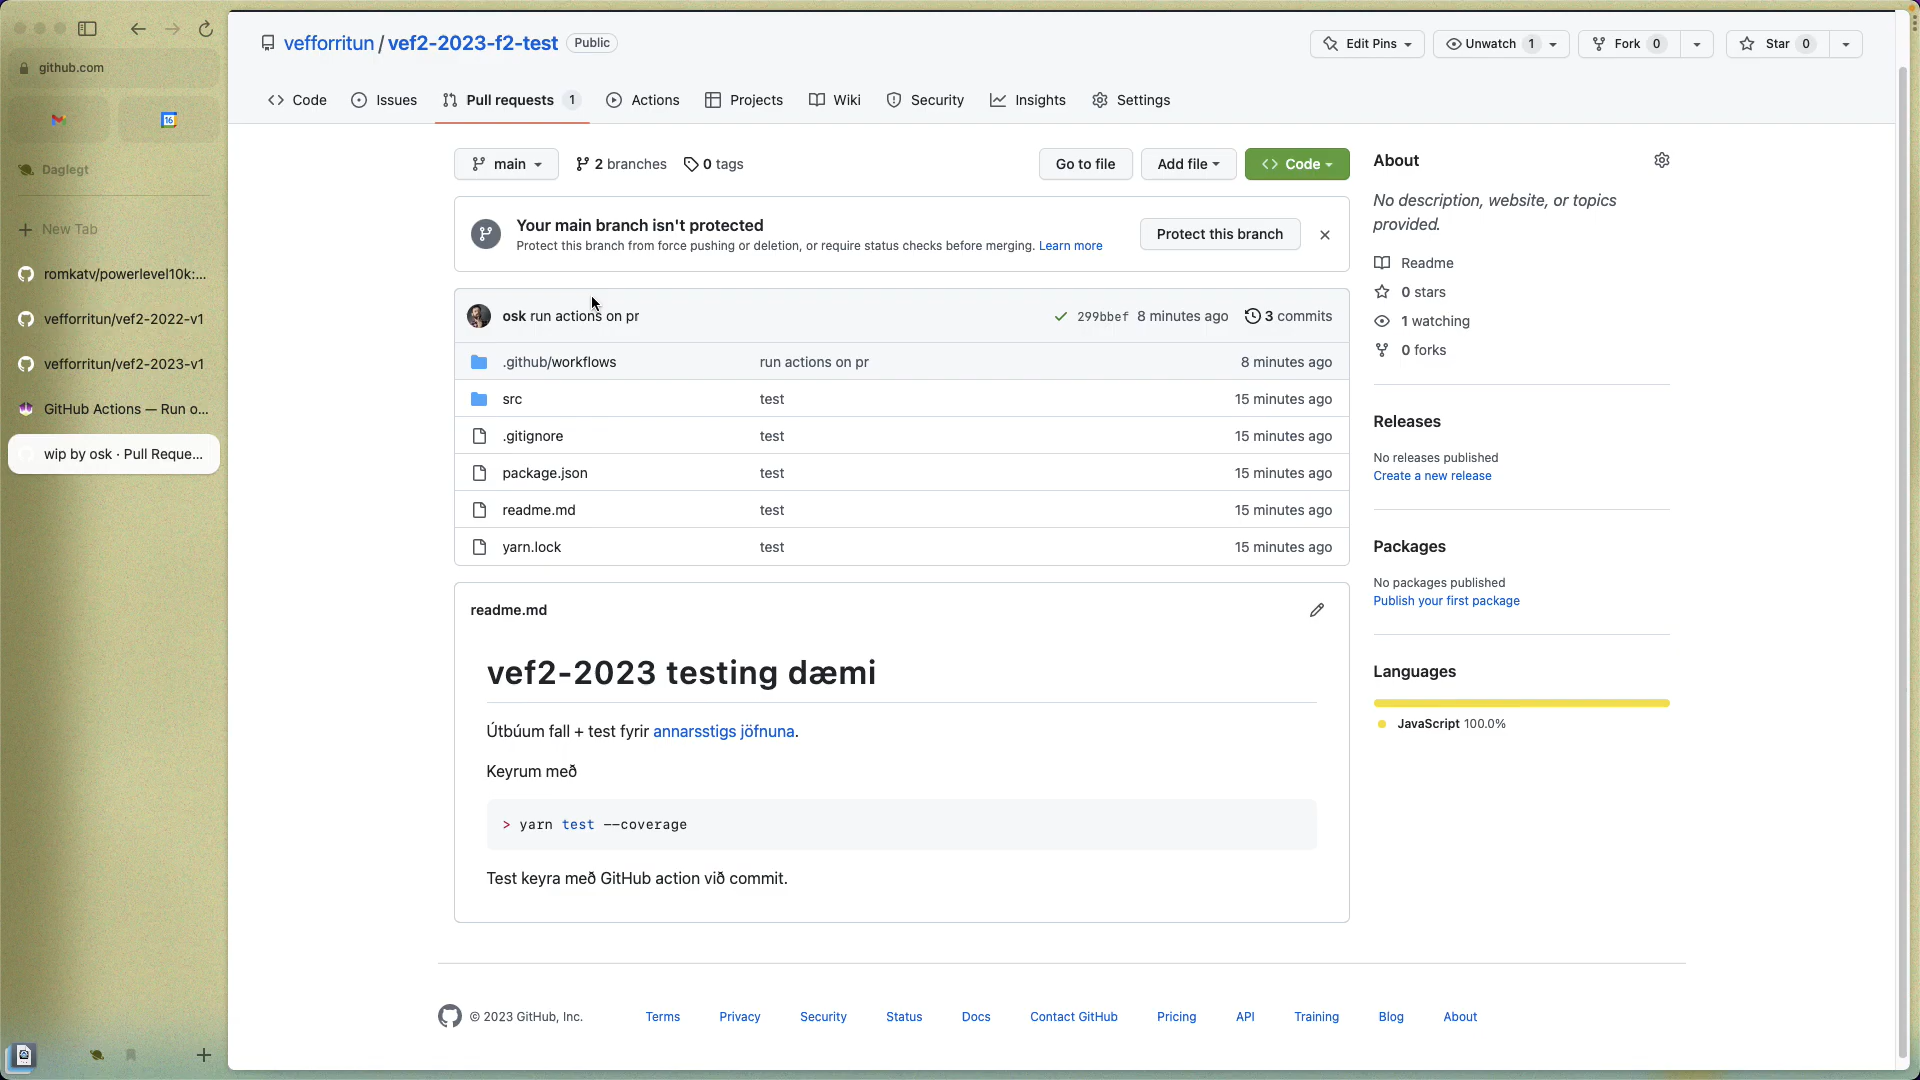 github.com
16
Daglegt
New Tab
romkatv/powerlevel10k:...
vefforritun/vef2-2022-v1
vefforritun/vef2-2023-v1
GitHub Actions — Run o...
wip by osk · Pull Reque...
vefforritun / vef2-2023-f2-test Public
Edit Pins
Unwatch 1
Fork 0
Star 0
Code
Issues
Pull requests 1
Actions
Projects
Wiki
Security
Insights
Settings
main
2 branches
0 tags
Go to file
Add file
Code
Your main branch isn't protected
Protect this branch from force pushing or deletion, or require status checks before merging. Learn more
Protect this branch
osk run actions on pr
299bbef 8 minutes ago
3 commits
.github/workflows run actions on pr 8 minutes ago
src test 15 minutes ago
.gitignore test 15 minutes ago
package.json test 15 minutes ago
readme.md test 15 minutes ago
yarn.lock test 15 minutes ago
readme.md
vef2-2023 testing dæmi
Útbúum fall + test fyrir annarsstigs jöfnuna.
Keyrum með
> yarn test --coverage
Test keyra með GitHub action við commit.
About
No description, website, or topics
provided.
Readme
0 stars
1 watching
0 forks
Releases
No releases published
Create a new release
Packages
No packages published
Publish your first package
Languages
JavaScript 100.0%
© 2023 GitHub, Inc.
Terms
Privacy
Security
Status
Docs
Contact GitHub
Pricing
API
Training
Blog
About